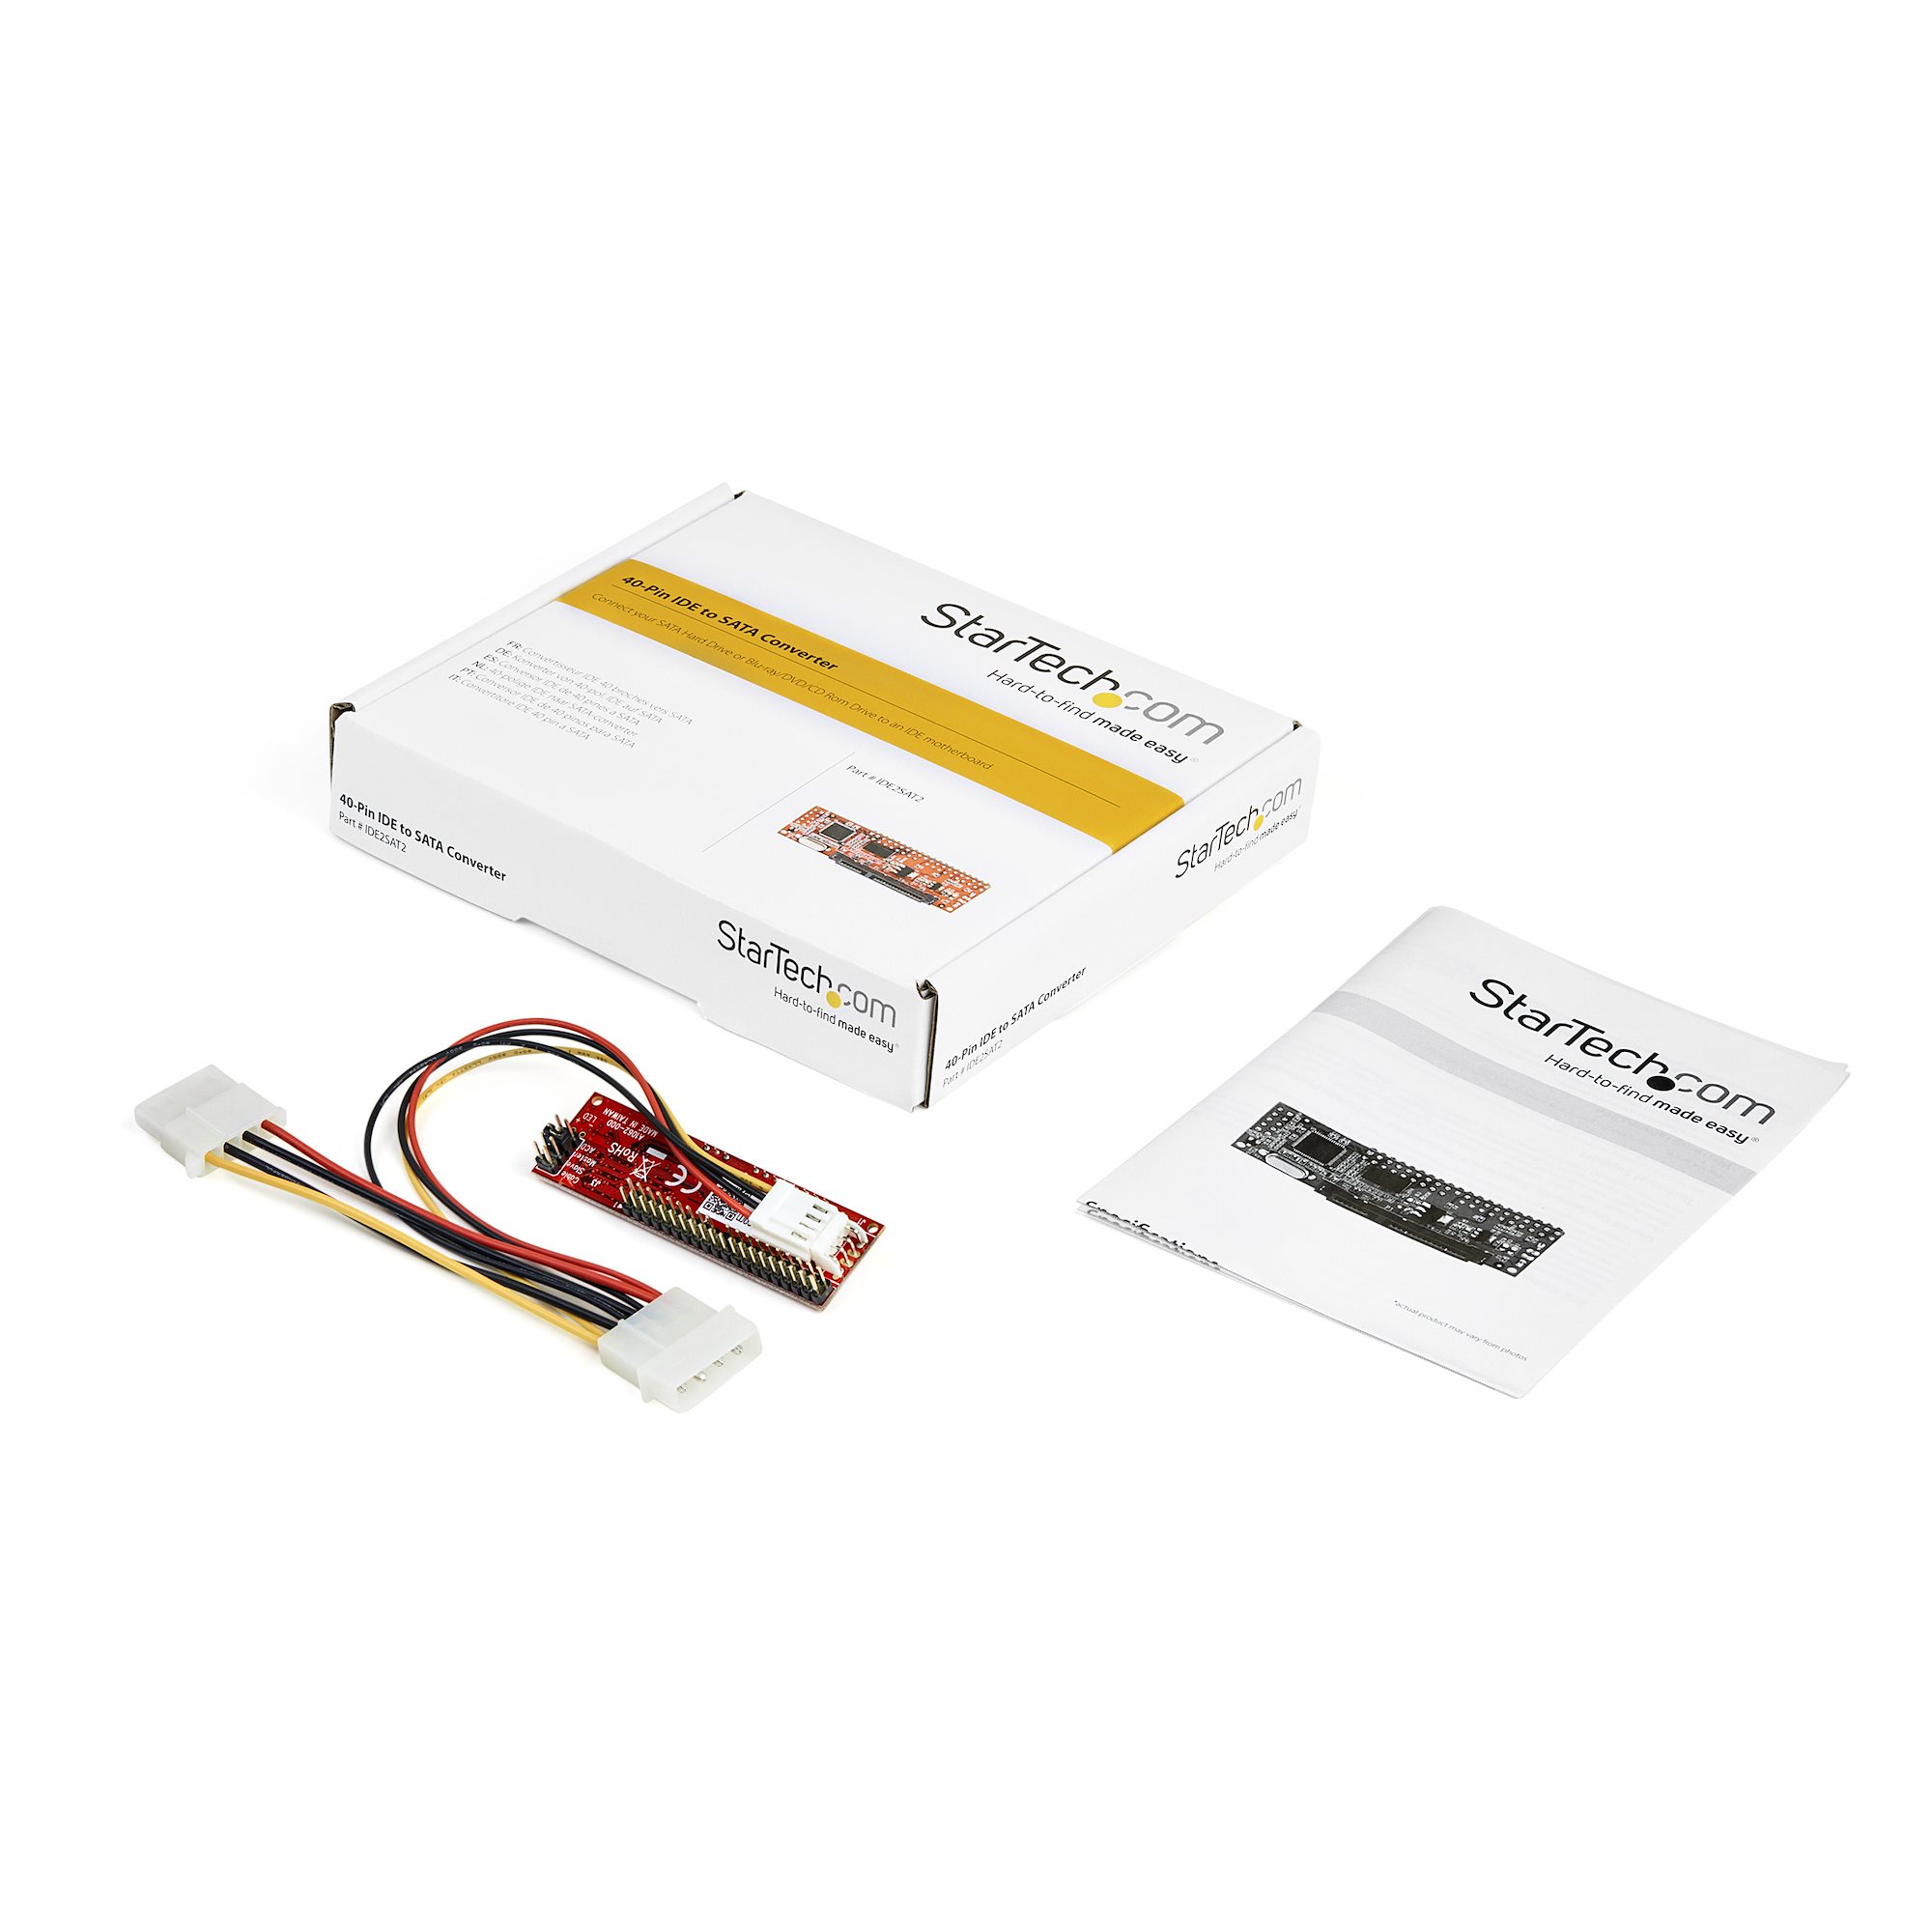 StarTech.com
Hard-to-find made easy®
40-Pin IDE to SATA Converter
Connect your SATA Hard Drive or Blu-ray/DVD/CD Rom Drive to an IDE motherboard
FR: Convertisseur IDE 40 broches vers SATA
DE: Konverter von 40-pol. IDE auf SATA
ES: Conversor IDE de 40 pines a SATA
NL: 40-polige IDE naar SATA-converter
PT: Conversor IDE de 40 pinos para SATA
IT: Convertitore IDE 40 pin a SATA
Part # IDE2SAT2
40-Pin IDE to SATA Converter
Part # IDE2SAT2
StarTech.com
Hard-to-find made easy®
StarTech.com
Hard-to-find made easy
40-Pin IDE to SATA Converter
Part # IDE2SAT2
LED +
MADE IN TAIWAN
A1062-000
RoHS
CE
ACT
Master
Slave
Cable
J1
StarTech.com
Hard-to-find made easy®
*actual product may vary from photos